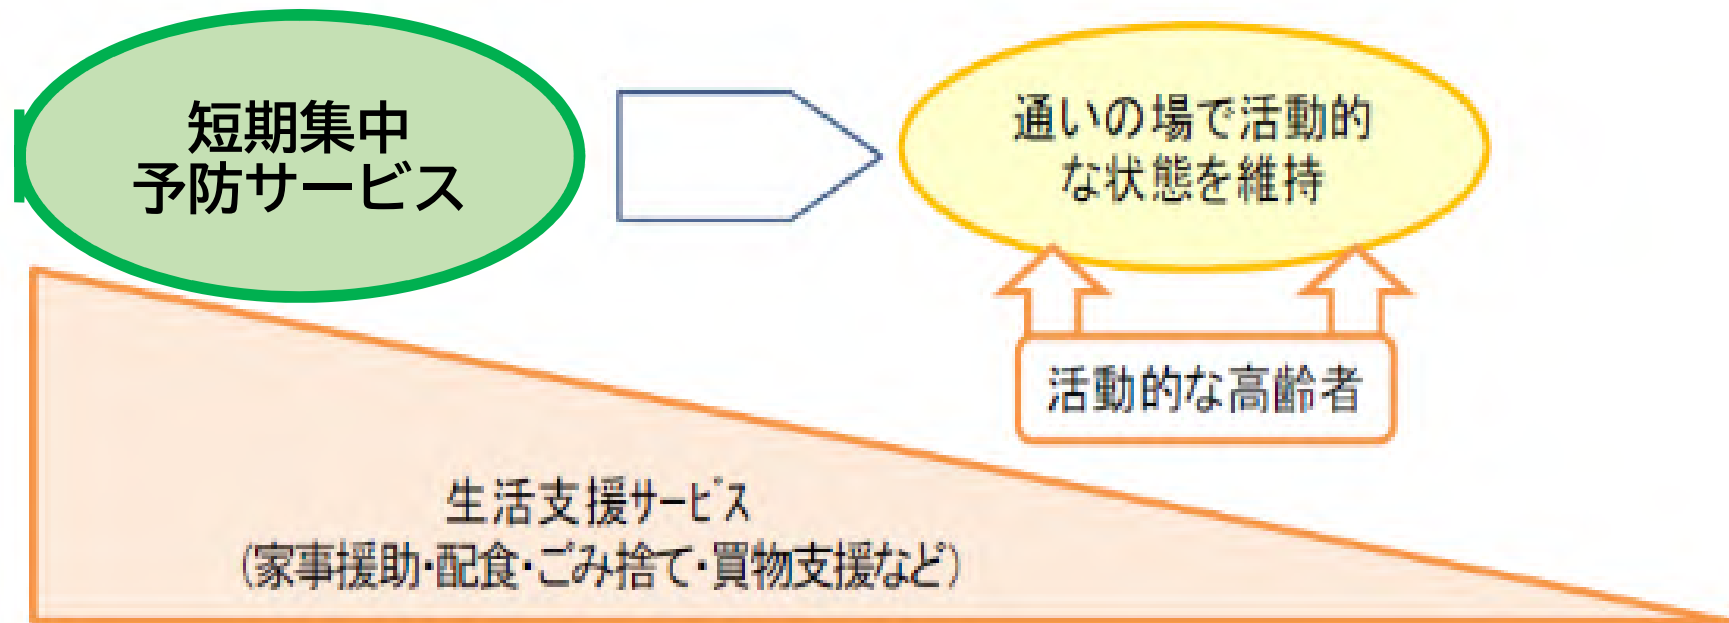 短期集中
予防サービス
通いの場で活動的
な状態を維持
活動的な高齢者
生活支援サービス
(家事援助・配食・ごみ捨て・買物支援など)